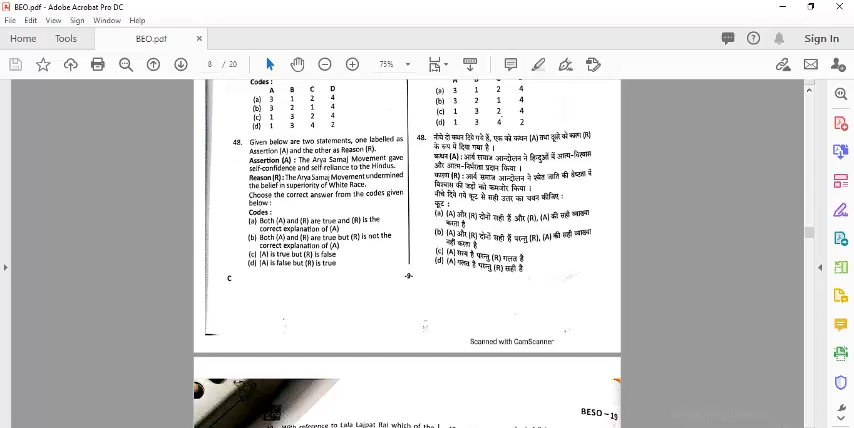 BEO.pdf - Adobe Acrobat Pro DC
File Edit View Sign Window Help
Home Tools BEO.pdf × Sign In
8 / 20 75%
Codes :
A B C D
(a) 3 1 2 4
(b) 3 2 1 4
(c) 1 3 2 4
(d) 1 3 4 2
48. Given below are two statements, one labelled as
Assertion (A) and the other as Reason (R).
Assertion (A) : The Arya Samaj Movement gave
self-confidence and self-reliance to the Hindus.
Reason (R) : The Arya Samaj Movement undermined
the belief in superiority of White Race.
Choose the correct answer from the codes given
below :
Codes :
(a) Both (A) and (R) are true and (R) is the
correct explanation of (A)
(b) Both (A) and (R) are true but (R) is not the
correct explanation of (A)
(c) (A) is true but (R) is false
(d) (A) is false but (R) is true
C
-9-
(a) 3 1 2 4
(b) 3 2 1 4
(c) 1 3 2 4
(d) 1 3 4 2
48. नीचे दो कथन दिये गये हैं, एक को कथन (A) तथा दूसरे को कारण (R)
के रूप में दिया गया है ।
कथन (A) : आर्य समाज आन्दोलन ने हिन्दुओं में आत्म-विश्वास
और आत्म-निर्भरता प्रदान किया ।
कारण (R) : आर्य समाज आन्दोलन ने श्वेत जाति की श्रेष्ठता में
विश्वास की जड़ों को कमजोर किया ।
नीचे दिये गये कूट से सही उत्तर का चयन कीजिए :
कूट :
(a) (A) और (R) दोनों सही हैं और (R), (A) की सही व्याख्या
करता है
(b) (A) और (R) दोनों सही हैं परन्तु (R), (A) की सही व्याख्या
नहीं करता है
(c) (A) सत्य है परन्तु (R) गलत है
(d) (A) गलत है परन्तु (R) सही है
Scanned with CamScanner
BESO – 19
With reference to Lala Lajpat Rai which of the